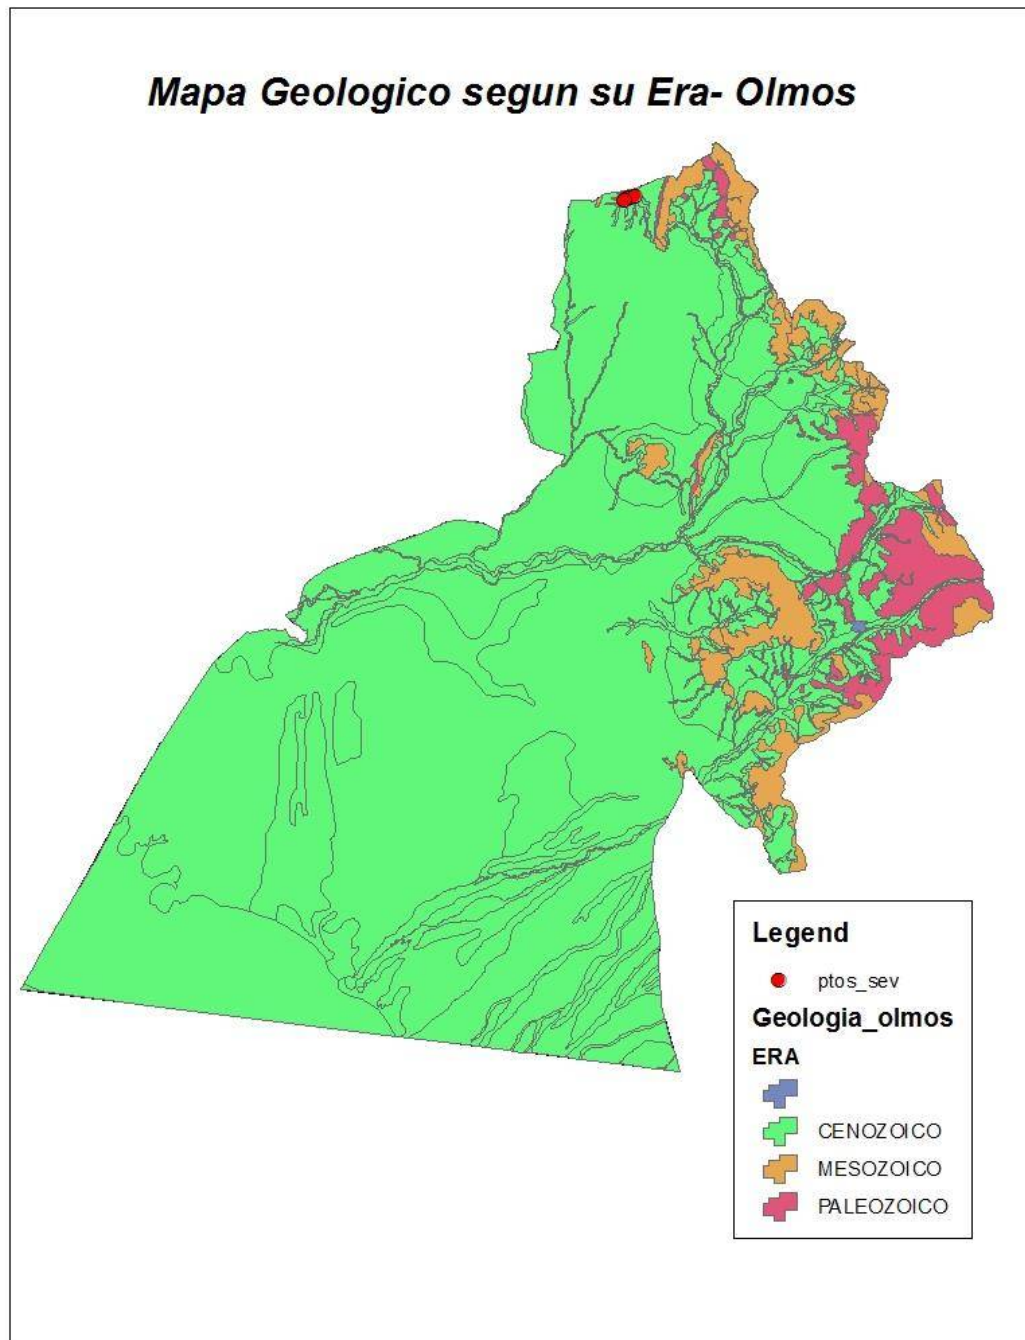 Mapa Geologico segun su Era- Olmos
Legend
ptos_sev
Geologia_olmos
ERA
CENOZOICO
MESOZOICO
PALEOZOICO